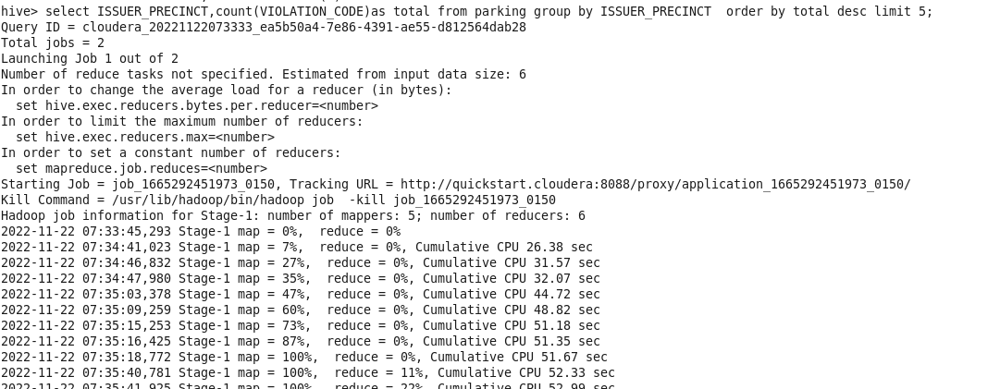 hive> select ISSUER_PRECINCT,count(VIOLATION_CODE)as total from parking group by ISSUER_PRECINCT  order by total desc limit 5;
Query ID = cloudera_20221122073333_ea5b50a4-7e86-4391-ae55-d812564dab28
Total jobs = 2
Launching Job 1 out of 2
Number of reduce tasks not specified. Estimated from input data size: 6
In order to change the average load for a reducer (in bytes):
  set hive.exec.reducers.bytes.per.reducer=<number>
In order to limit the maximum number of reducers:
  set hive.exec.reducers.max=<number>
In order to set a constant number of reducers:
  set mapreduce.job.reduces=<number>
Starting Job = job_1665292451973_0150, Tracking URL = http://quickstart.cloudera:8088/proxy/application_1665292451973_0150/
Kill Command = /usr/lib/hadoop/bin/hadoop job  -kill job_1665292451973_0150
Hadoop job information for Stage-1: number of mappers: 5; number of reducers: 6
2022-11-22 07:33:45,293 Stage-1 map = 0%,  reduce = 0%
2022-11-22 07:34:41,023 Stage-1 map = 7%,  reduce = 0%, Cumulative CPU 26.38 sec
2022-11-22 07:34:46,832 Stage-1 map = 27%,  reduce = 0%, Cumulative CPU 31.57 sec
2022-11-22 07:34:47,980 Stage-1 map = 35%,  reduce = 0%, Cumulative CPU 32.07 sec
2022-11-22 07:35:03,378 Stage-1 map = 47%,  reduce = 0%, Cumulative CPU 44.72 sec
2022-11-22 07:35:09,259 Stage-1 map = 60%,  reduce = 0%, Cumulative CPU 48.82 sec
2022-11-22 07:35:15,253 Stage-1 map = 73%,  reduce = 0%, Cumulative CPU 51.18 sec
2022-11-22 07:35:16,425 Stage-1 map = 87%,  reduce = 0%, Cumulative CPU 51.35 sec
2022-11-22 07:35:18,772 Stage-1 map = 100%,  reduce = 0%, Cumulative CPU 51.67 sec
2022-11-22 07:35:40,781 Stage-1 map = 100%,  reduce = 11%, Cumulative CPU 52.33 sec
2022-11-22 07:35:41,925 Stage-1 map = 100%,  reduce = 22%, Cumulative CPU 52.99 sec